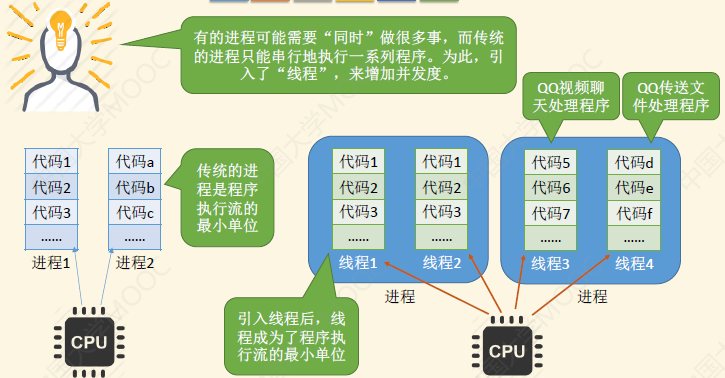 有的进程可能需要“同时”做很多事，而传统
的进程只能串行地执行一系列程序。为此，引
入了“线程”，来增加并发度。
QQ视频聊
天处理程序
QQ传送文
件处理程序
代码1
代码2
代码3
......
进程1
代码a
代码b
代码c
......
进程2
传统的进
程是程序
执行流的
最小单位
代码1
代码2
代码3
......
线程1
代码1
代码2
代码3
......
线程2
进程
代码5
代码6
代码7
......
线程3
代码d
代码e
代码f
......
线程4
进程
引入线程后，线
程成为了程序执
行流的最小单位
CPU
CPU